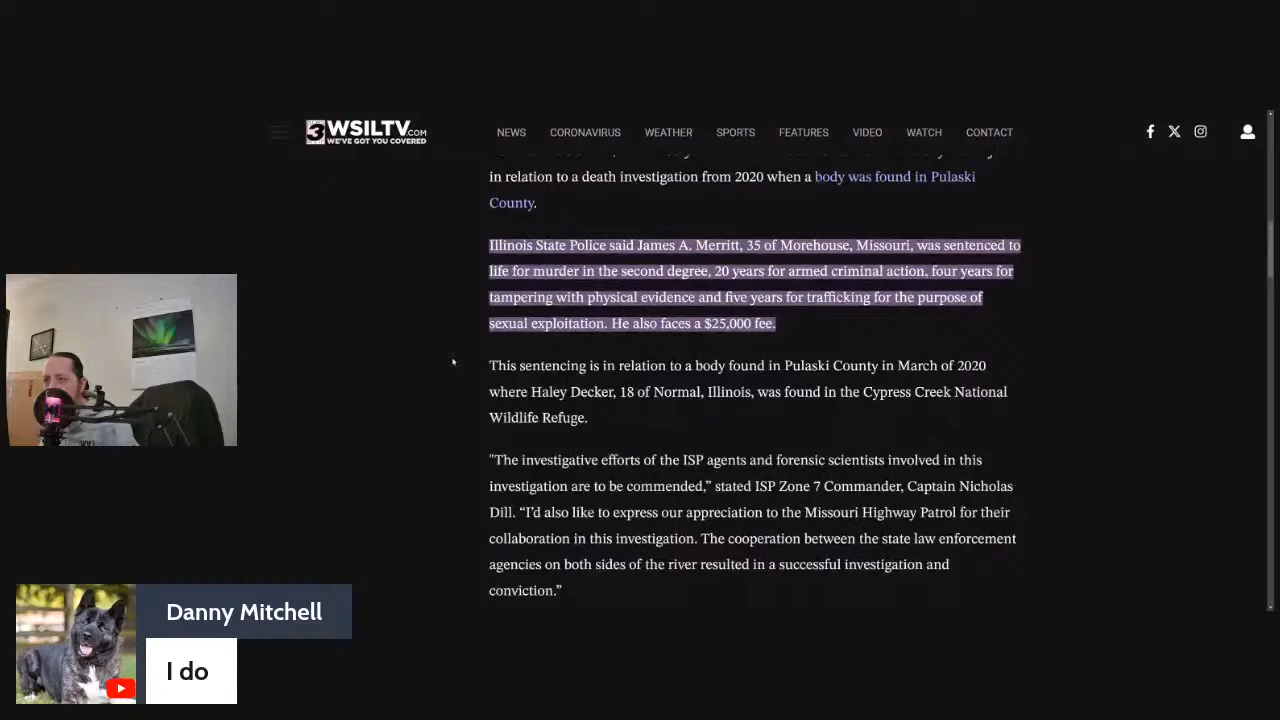 3 WSILTV.COM
WE'VE GOT YOU COVERED
NEWS CORONAVIRUS WEATHER SPORTS FEATURES VIDEO WATCH CONTACT
in relation to a death investigation from 2020 when a body was found in Pulaski
County.
Illinois State Police said James A. Merritt, 35 of Morehouse, Missouri, was sentenced to
life for murder in the second degree, 20 years for armed criminal action, four years for
tampering with physical evidence and five years for trafficking for the purpose of
sexual exploitation. He also faces a $25,000 fee.
This sentencing is in relation to a body found in Pulaski County in March of 2020
where Haley Decker, 18 of Normal, Illinois, was found in the Cypress Creek National
Wildlife Refuge.
"The investigative efforts of the ISP agents and forensic scientists involved in this
investigation are to be commended,” stated ISP Zone 7 Commander, Captain Nicholas
Dill. “I’d also like to express our appreciation to the Missouri Highway Patrol for their
collaboration in this investigation. The cooperation between the state law enforcement
agencies on both sides of the river resulted in a successful investigation and
conviction.”
Danny Mitchell
I do